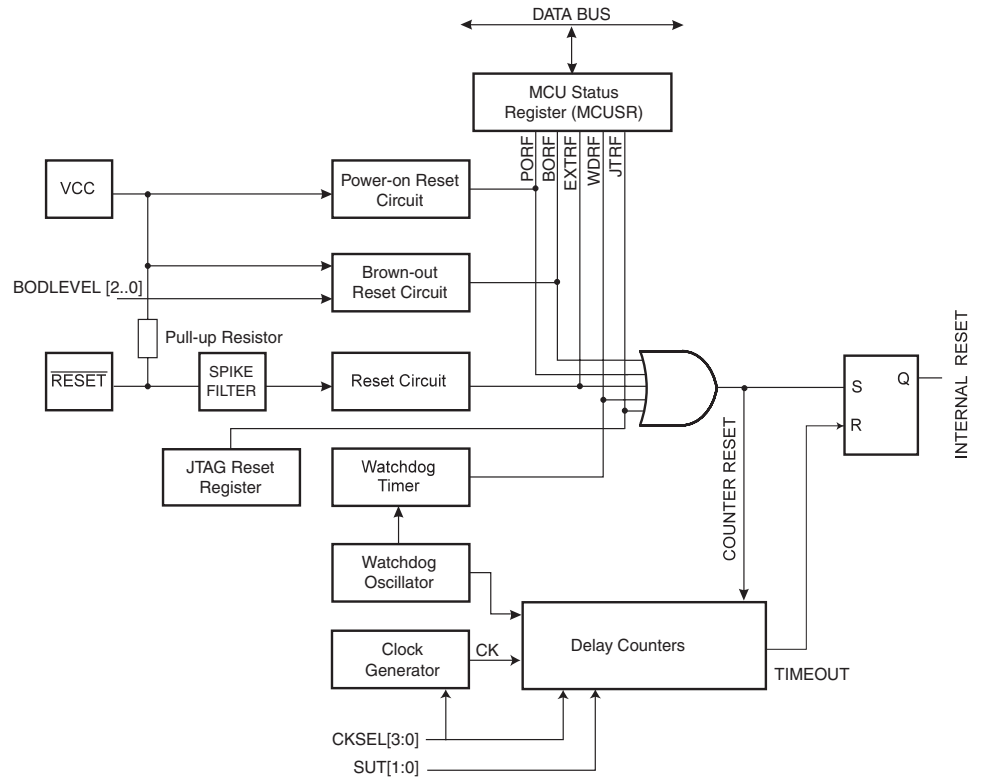 DATA BUS
MCU Status
Register (MCUSR)
PORF
BORF
EXTRF
WDRF
JTRF
VCC
Power-on Reset
Circuit
Brown-out
Reset Circuit
BODLEVEL [2..0]
Pull-up Resistor
RESET
SPIKE
FILTER
Reset Circuit
S
Q
R
INTERNAL RESET
JTAG Reset
Register
Watchdog
Timer
COUNTER RESET
Watchdog
Oscillator
Clock
Generator
CK
Delay Counters
TIMEOUT
CKSEL[3:0]
SUT[1:0]